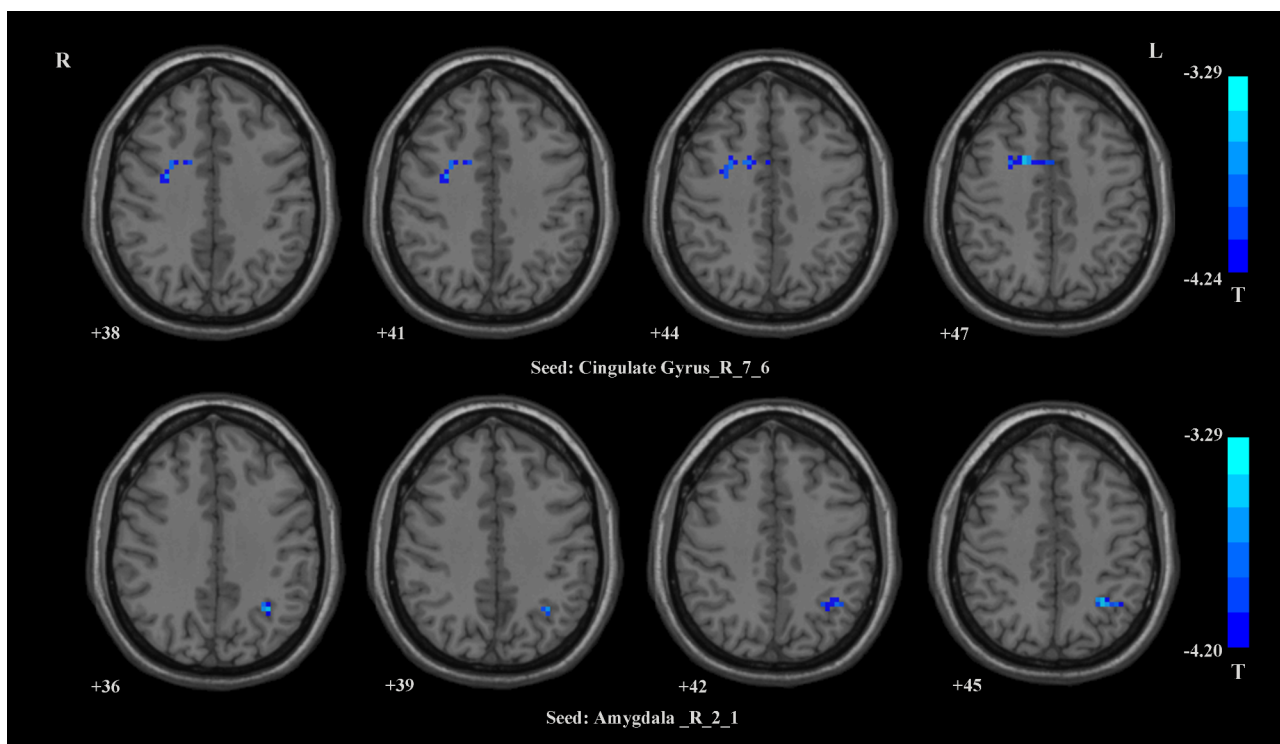 R
L
-3.29
-4.24
T
+38
+41
+44
+47
Seed: Cingulate Gyrus_R_7_6
-3.29
-4.20
T
+36
+39
+42
+45
Seed: Amygdala _R_2_1